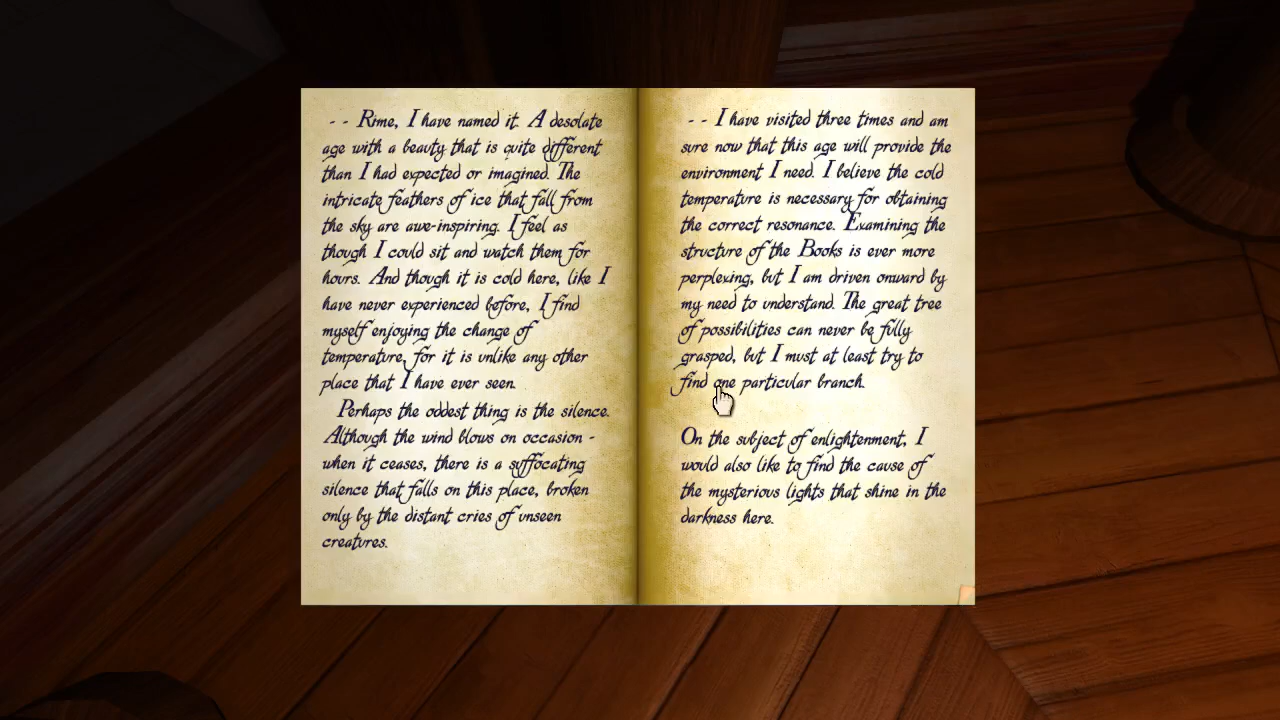 -- Rime, I have named it. A desolate
age with a beauty that is quite different
than I had expected or imagined. The
intricate feathers of ice that fall from
the sky are awe-inspiring. I feel as
though I could sit and watch them for
hours. And though it is cold here, like I
have never experienced before, I find
myself enjoying the change of
temperature, for it is unlike any other
place that I have ever seen.
Perhaps the oddest thing is the silence.
Although the wind blows on occasion -
when it ceases, there is a suffocating
silence that falls on this place, broken
only by the distant cries of unseen
creatures.
-- I have visited three times and am
sure now that this age will provide the
environment I need. I believe the cold
temperature is necessary for obtaining
the correct resonance. Examining the
structure of the Books is ever more
perplexing, but I am driven onward by
my need to understand. The great tree
of possibilities can never be fully
grasped, but I must at least try to
find one particular branch.
On the subject of enlightenment, I
would also like to find the cause of
the mysterious lights that shine in the
darkness here.